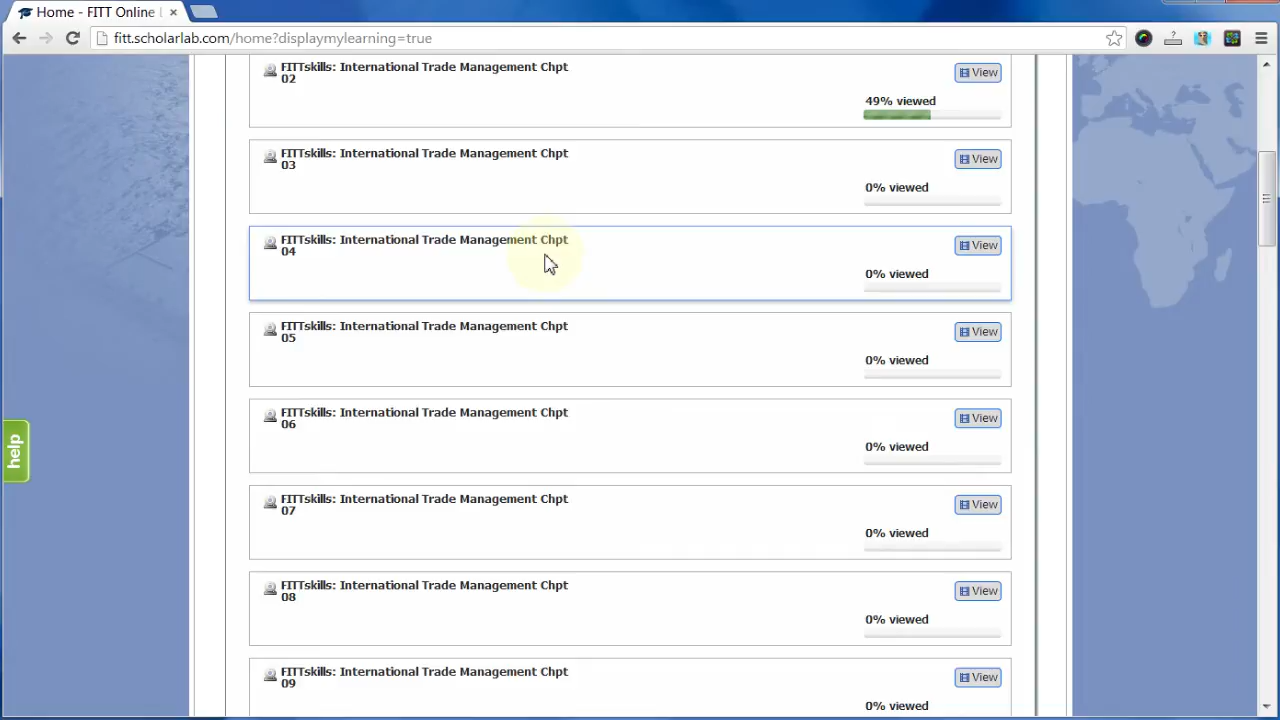 Home - FITT Online
fitt.scholarlab.com/home?displaymylearning=true
FITTskills: International Trade Management Chpt
02
View
49% viewed
FITTskills: International Trade Management Chpt
03
View
0% viewed
FITTskills: International Trade Management Chpt
04
View
0% viewed
FITTskills: International Trade Management Chpt
05
View
0% viewed
help
FITTskills: International Trade Management Chpt
06
View
0% viewed
FITTskills: International Trade Management Chpt
07
View
0% viewed
FITTskills: International Trade Management Chpt
08
View
0% viewed
FITTskills: International Trade Management Chpt
09
View
0% viewed